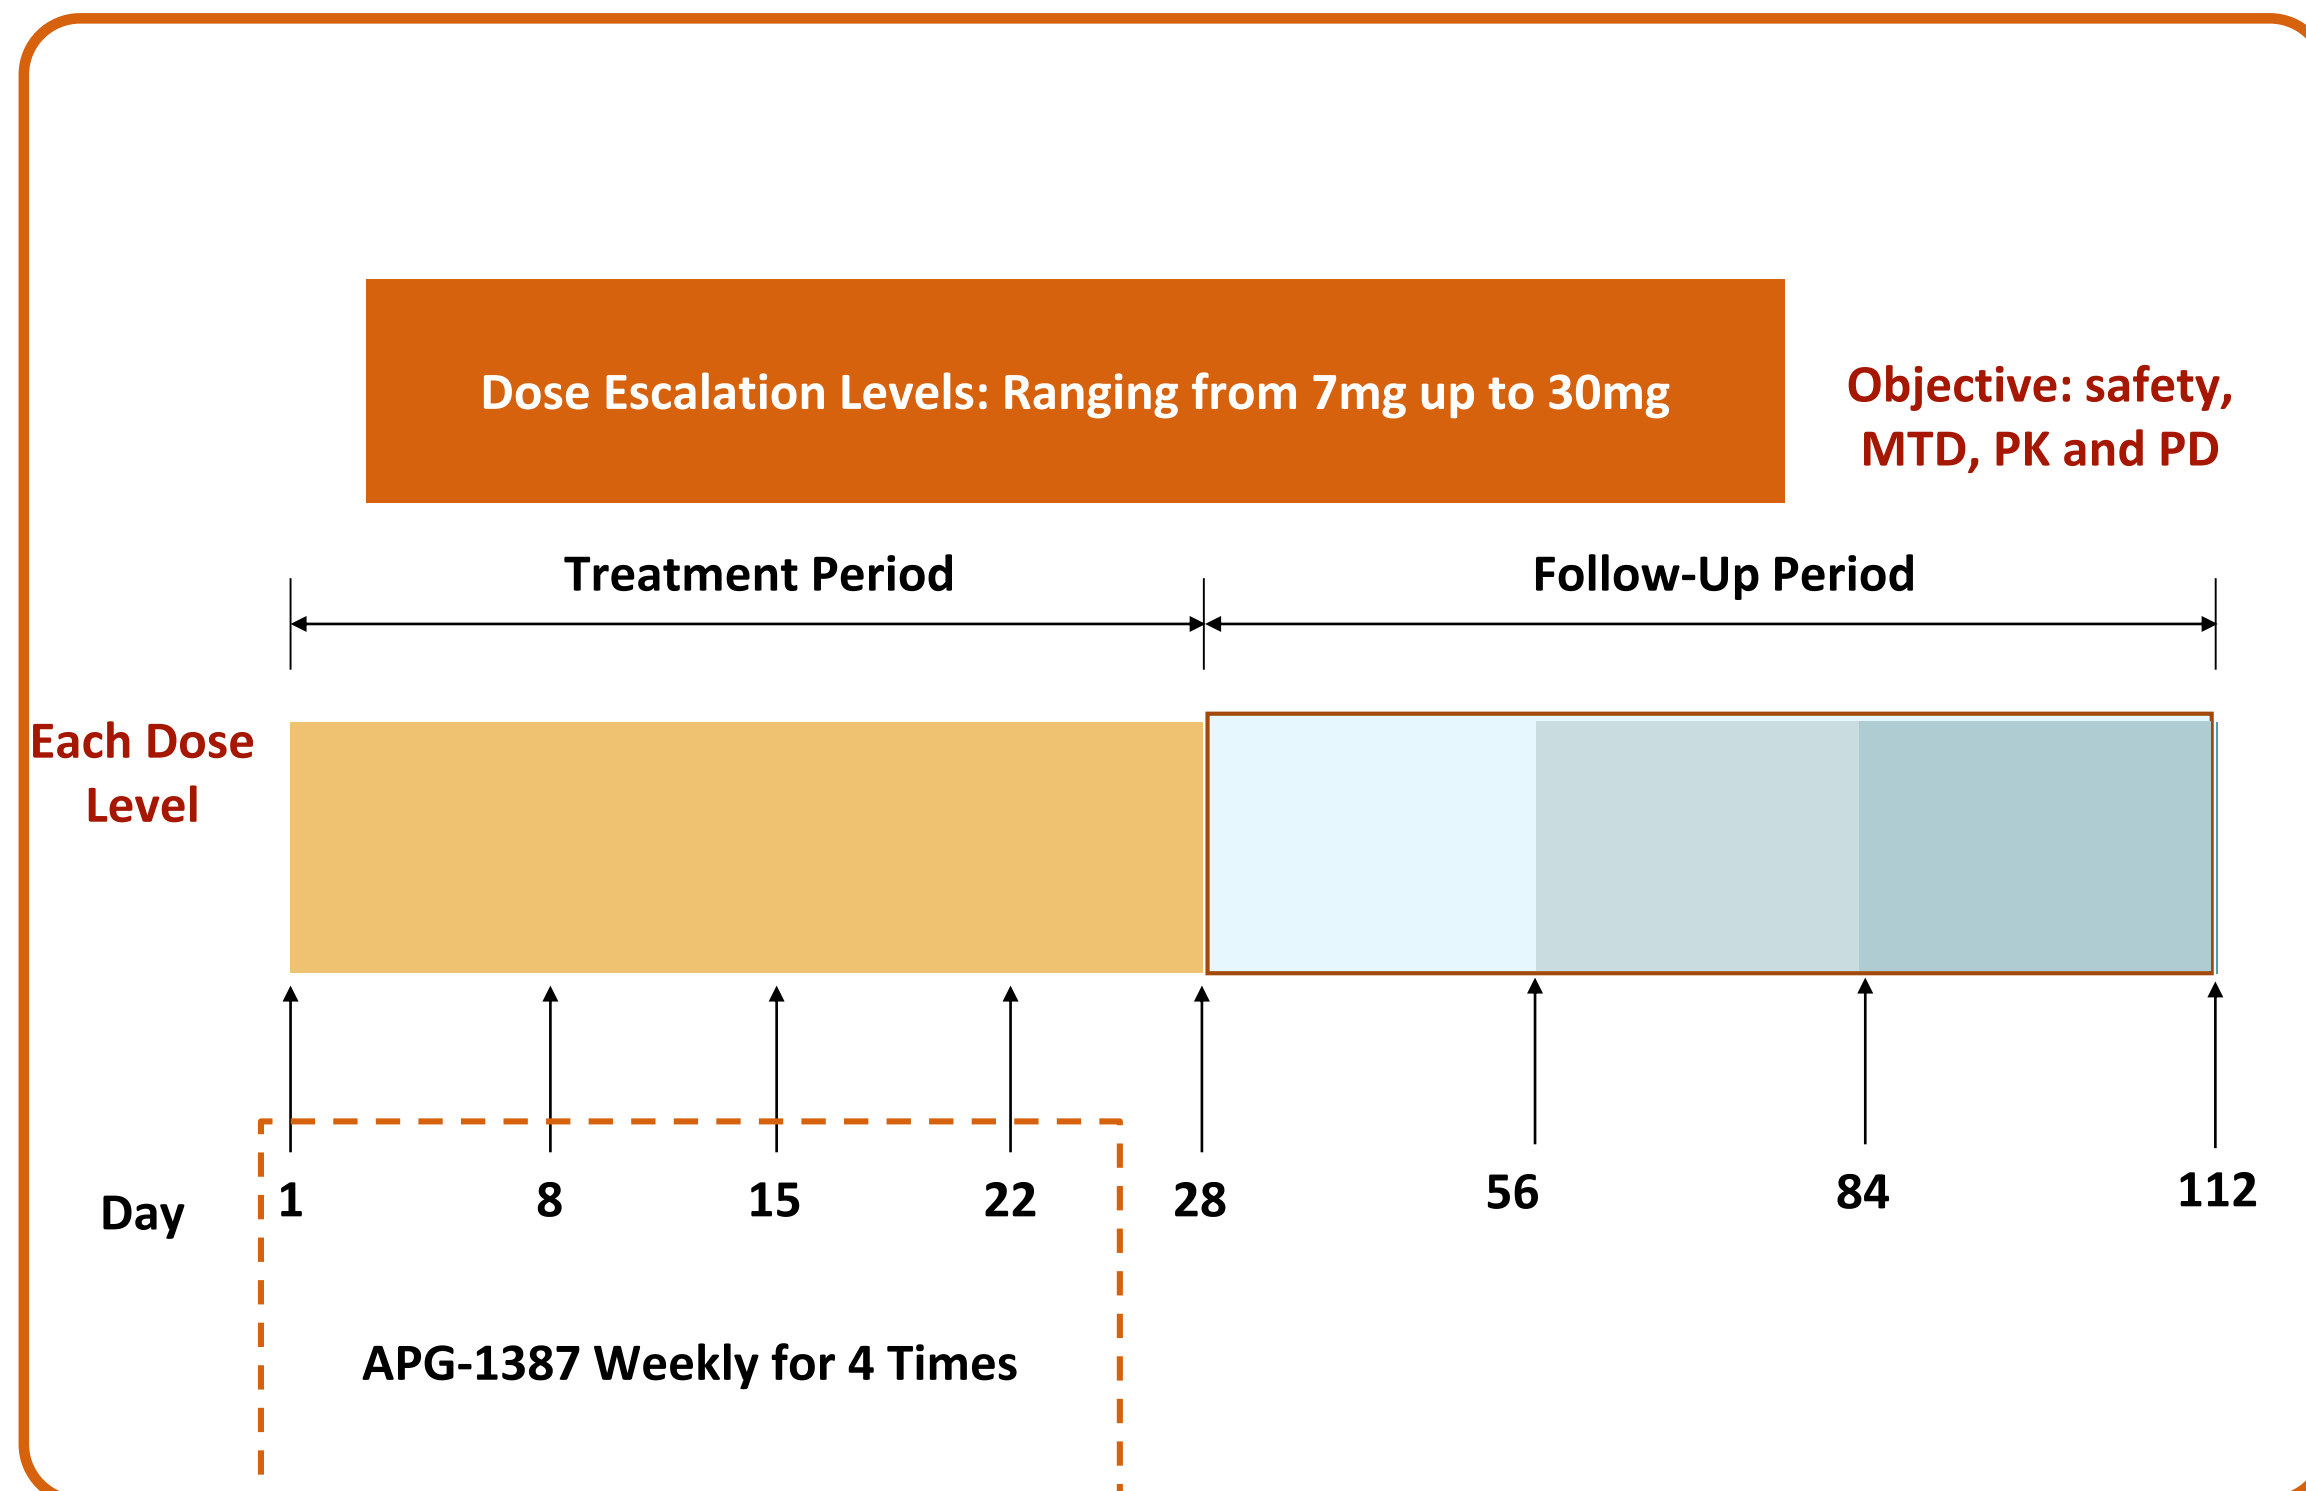 Dose Escalation Levels: Ranging from 7mg up to 30mg
Objective: safety,
MTD, PK and PD
Treatment Period
Follow-Up Period
Each Dose
Level
Day
1
8
15
22
28
56
84
112
APG-1387 Weekly for 4 Times